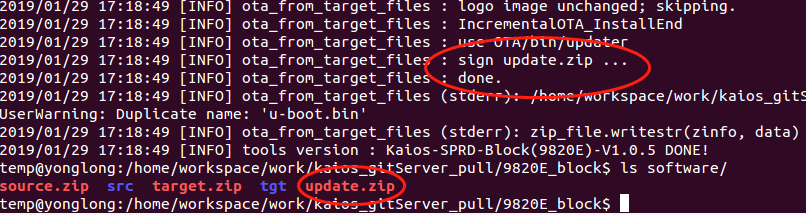 2019/01/29 17:18:49 [INFO] ota_from_target_files : logo image unchanged; skipping.
2019/01/29 17:18:49 [INFO] ota_from_target_files : IncrementalOTA_InstallEnd
2019/01/29 17:18:49 [INFO] ota_from_target_files : use OTA/bin/updater
2019/01/29 17:18:49 [INFO] ota_from_target_files : sign update.zip ...
2019/01/29 17:18:49 [INFO] ota_from_target_files : done.
2019/01/29 17:18:49 [INFO] ota_from_target_files (stderr): /home/workspace/work/kaios_gitS
UserWarning: Duplicate name: 'u-boot.bin'
2019/01/29 17:18:49 [INFO] ota_from_target_files (stderr): zip_file.writestr(zinfo, data)
2019/01/29 17:18:49 [INFO] tools version : Kaios-SPRD-Block(9820E)-V1.0.5 DONE!
temp@yonglong:/home/workspace/work/kaios_gitServer_pull/9820E_block$ ls software/
source.zip src target.zip tgt update.zip
temp@yonglong:/home/workspace/work/kaios_gitServer_pull/9820E_block$